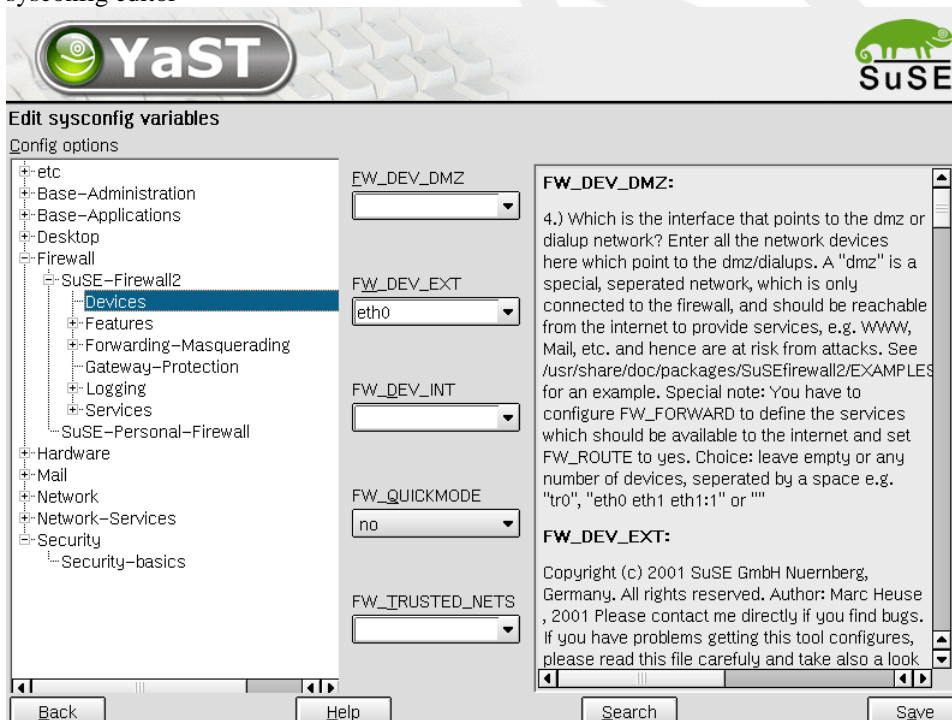 sysconfig editor
YaST
SuSE
Edit sysconfig variables
Config options
etc
Base-Administration
Base-Applications
Desktop
Firewall
SuSE-Firewall2
Devices
Features
Forwarding-Masquerading
Gateway-Protection
Logging
Services
SuSE-Personal-Firewall
Hardware
Mail
Network
Network-Services
Security
Security-basics
FW_DEV_DMZ
FW_DEV_EXT
eth0
FW_DEV_INT
FW_QUICKMODE
no
FW_TRUSTED_NETS
FW_DEV_DMZ:
4.) Which is the interface that points to the dmz or
dialup network? Enter all the network devices
here which point to the dmz/dialups. A "dmz" is a
special, seperated network, which is only
connected to the firewall, and should be reachable
from the internet to provide services, e.g. WWW,
Mail, etc. and hence are at risk from attacks. See
/usr/share/doc/packages/SuSEfirewall2/EXAMPLES
for an example. Special note: You have to
configure FW_FORWARD to define the services
which should be available to the internet and set
FW_ROUTE to yes. Choice: leave empty or any
number of devices, seperated by a space e.g.
"tr0", "eth0 eth1 eth1:1" or ""
FW_DEV_EXT:
Copyright (c) 2001 SuSE GmbH Nuernberg,
Germany. All rights reserved. Author: Marc Heuse
, 2001 Please contact me directly if you find bugs.
If you have problems getting this tool configures,
please read this file carefuly and take also a look
Back
Help
Search
Save